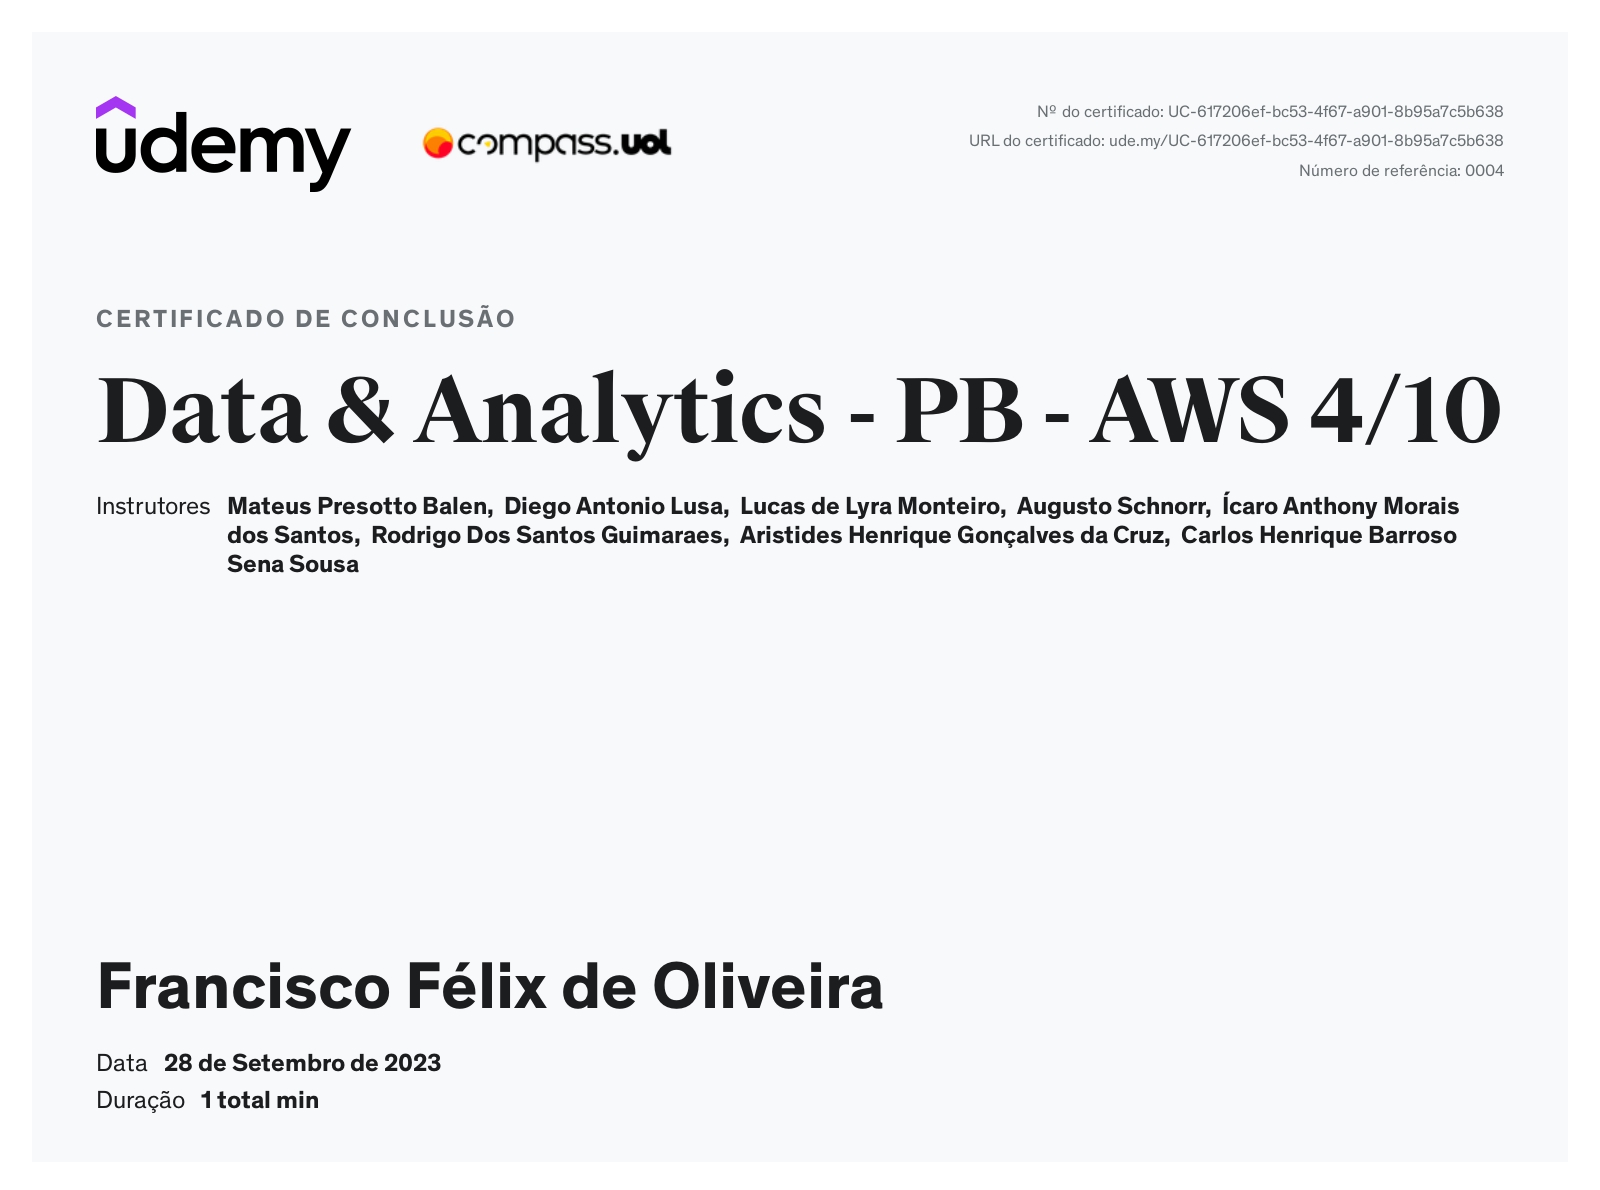 udemy
compass.uol
Nº do certificado: UC-617206ef-bc53-4f67-a901-8b95a7c5b638
URL do certificado: ude.my/UC-617206ef-bc53-4f67-a901-8b95a7c5b638
Número de referência: 0004
CERTIFICADO DE CONCLUSÃO
Data & Analytics - PB - AWS 4/10
Instrutores Mateus Presotto Balen, Diego Antonio Lusa, Lucas de Lyra Monteiro, Augusto Schnorr, Ícaro Anthony Morais
dos Santos, Rodrigo Dos Santos Guimaraes, Aristides Henrique Gonçalves da Cruz, Carlos Henrique Barroso
Sena Sousa
Francisco Félix de Oliveira
Data 28 de Setembro de 2023
Duração 1 total min